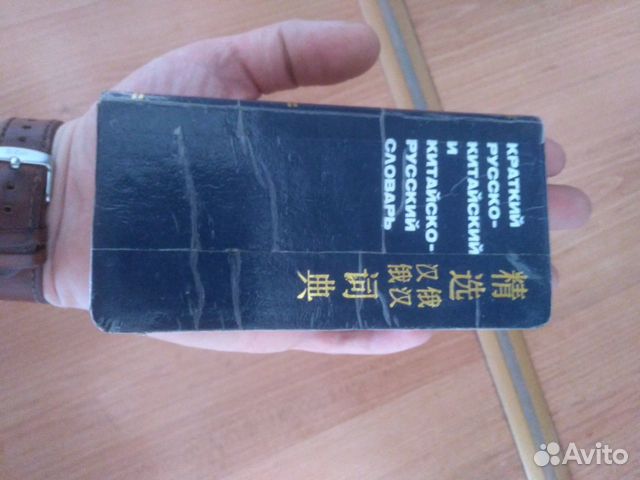 КРАТКИЙ
РУССКО-
КИТАЙСКИЙ
И
КИТАЙСКО-
РУССКИЙ
СЛОВАРЬ
精选
汉俄
俄汉
词典
Avito